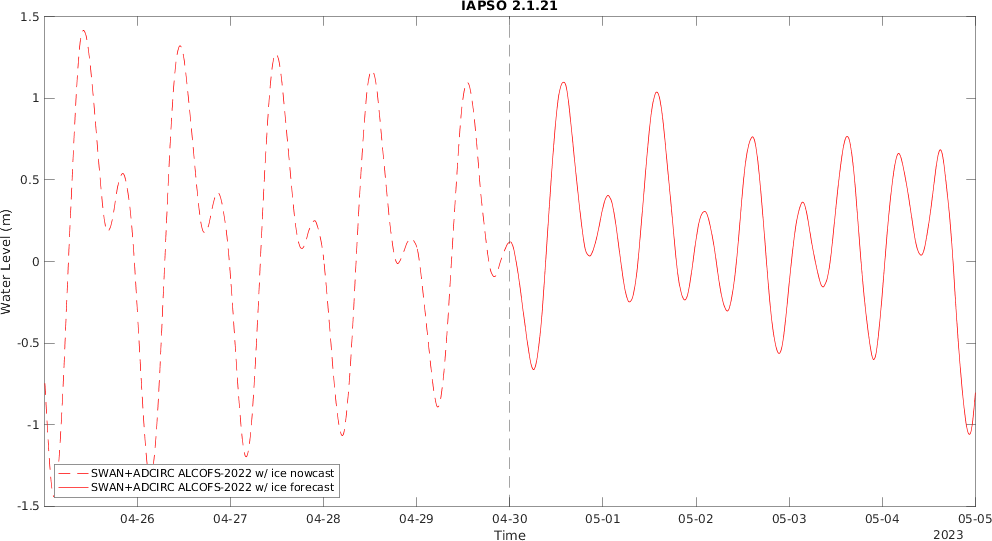 IAPSO 2.1.21
1.5
1
0.5
0
-0.5
-1
-1.5
Water Level (m)
SWAN+ADCIRC ALCOFS-2022 w/ ice nowcast
SWAN+ADCIRC ALCOFS-2022 w/ ice forecast
04-26 04-27 04-28 04-29 04-30 05-01 05-02 05-03 05-04 05-05
Time
2023